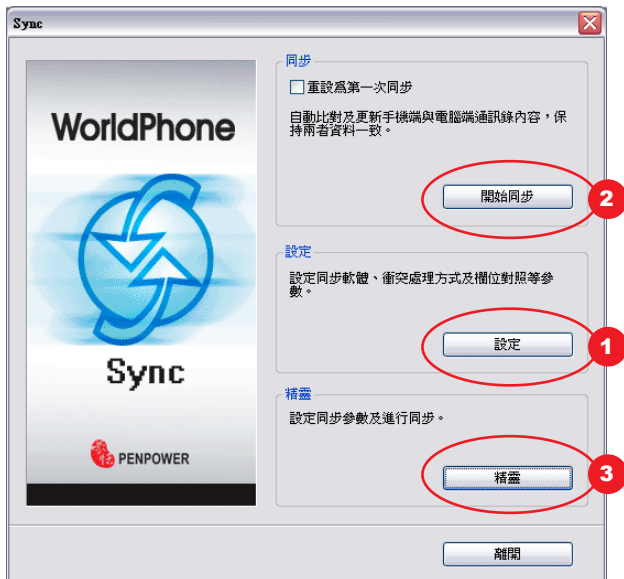 Sync
WorldPhone
Sync
PENPOWER
同步
重設為第一次同步
自動比對及更新手機端與電腦端通訊錄內容，保
持兩者資料一致。
開始同步
2
設定
設定同步軟體、衝突處理方式及欄位對照等參
數。
設定
1
精靈
設定同步參數及進行同步。
精靈
3
離開